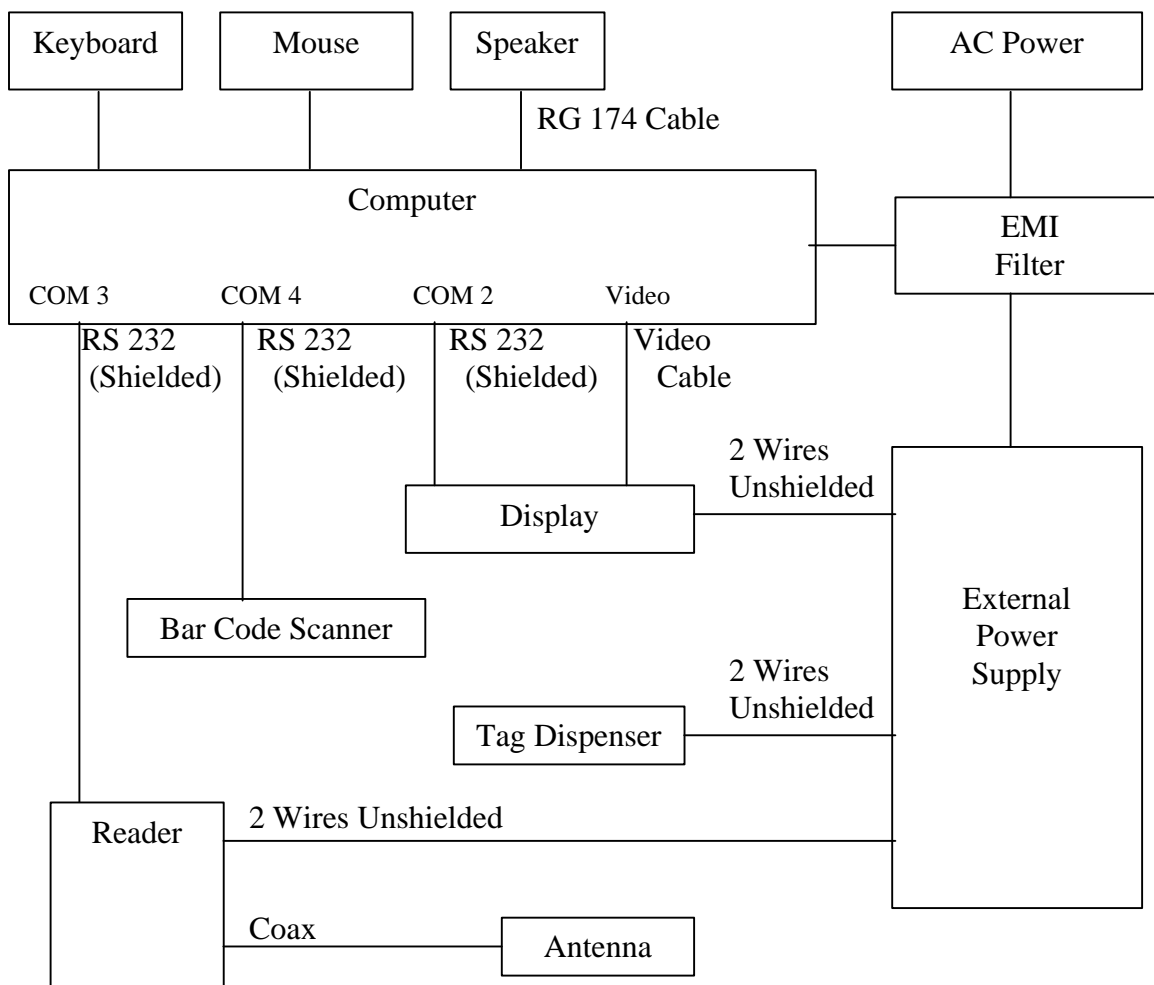 Keyboard
Mouse
Speaker
AC Power
RG 174 Cable
Computer
EMI
Filter
COM 3
COM 4
COM 2
Video
RS 232
(Shielded)
RS 232
(Shielded)
RS 232
(Shielded)
Video
Cable
2 Wires
Unshielded
Display
External
Power
Supply
Bar Code Scanner
2 Wires
Unshielded
Tag Dispenser
Reader
2 Wires Unshielded
Coax
Antenna